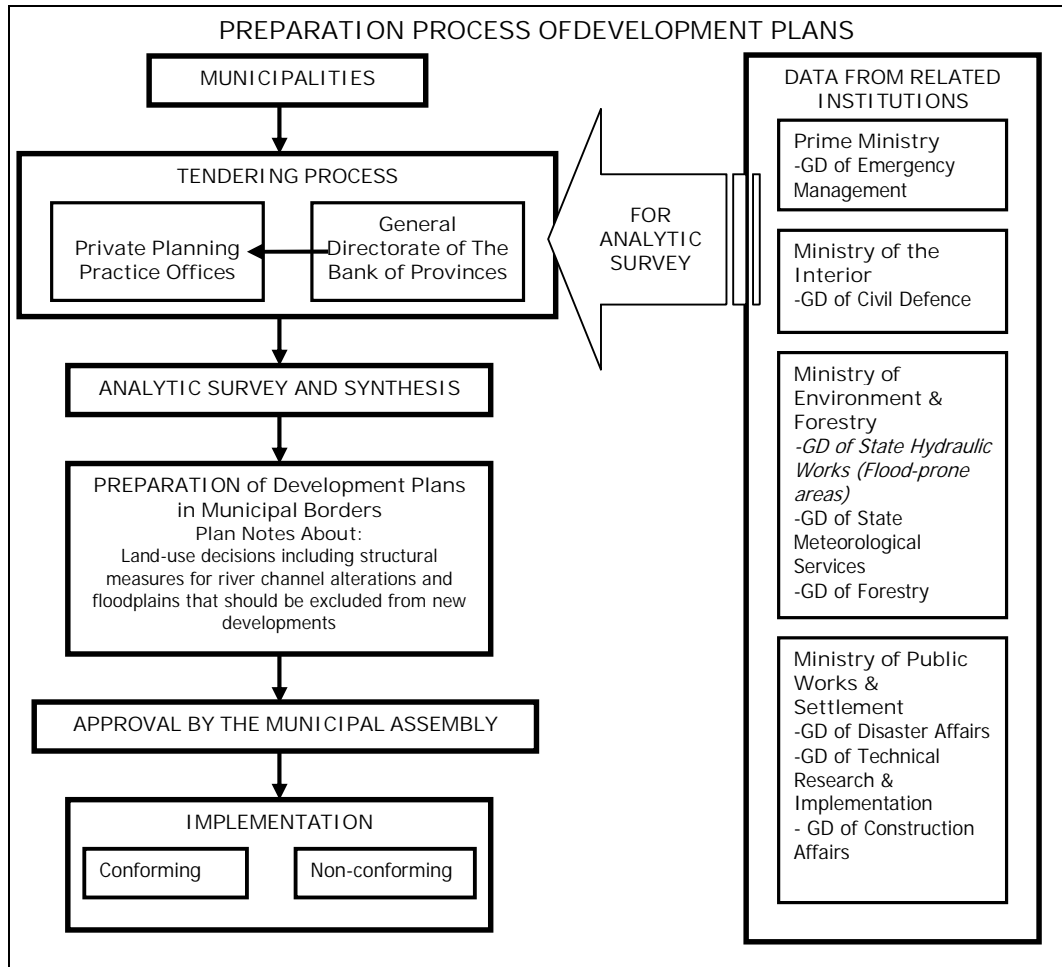 PREPARATION PROCESS OFDEVELOPMENT PLANS
MUNICIPALITIES
TENDERING PROCESS
Private Planning
Practice Offices
General
Directorate of The
Bank of Provinces
FOR
ANALYTIC
SURVEY
ANALYTIC SURVEY AND SYNTHESIS
PREPARATION of Development Plans
in Municipal Borders
Plan Notes About:
Land-use decisions including structural
measures for river channel alterations and
floodplains that should be excluded from new
developments
APPROVAL BY THE MUNICIPAL ASSEMBLY
IMPLEMENTATION
Conforming
Non-conforming
DATA FROM RELATED
INSTITUTIONS
Prime Ministry
-GD of Emergency
Management
Ministry of the
Interior
-GD of Civil Defence
Ministry of
Environment &
Forestry
-GD of State Hydraulic
Works (Flood-prone
areas)
-GD of State
Meteorological
Services
-GD of Forestry
Ministry of Public
Works &
Settlement
-GD of Disaster Affairs
-GD of Technical
Research &
Implementation
- GD of Construction
Affairs